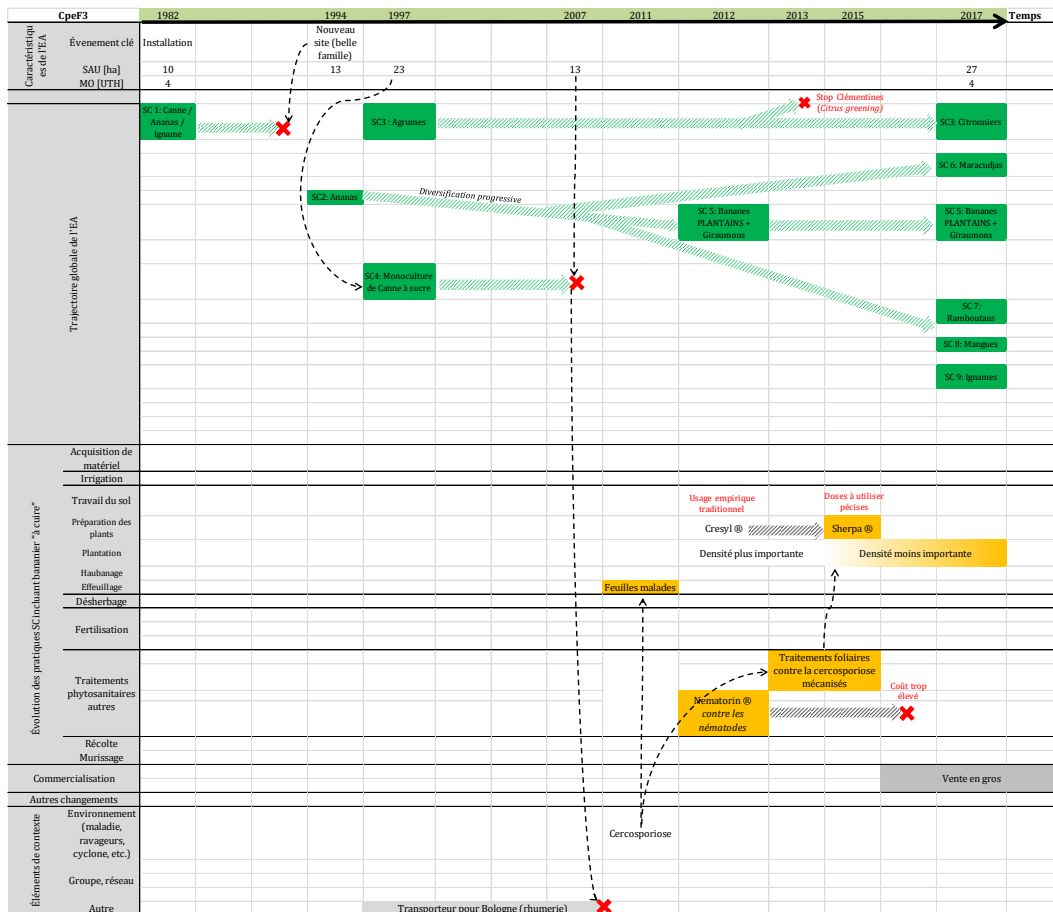 CpeF3
1982
1994
1997
2007
2011
2012
2013
2015
2017
Temps
Caractéristiqu
es de l'EA
Évenement clé
Installation
Nouveau
site (belle
famille)
SAU [ha]
10
13
23
13
27
MO [UTH]
4
4
Trajectoire globale de l'EA
SC 1: Canne /
Ananas /
Igname
SC3 : Agrumes
Stop Clémentines
(Citrus greening)
SC3: Citronniers
SC 6: Maracudjas
SC2: Ananas
Diversification progressive
SC 5: Bananes
PLANTAINS +
Giraumons
SC 5: Bananes
PLANTAINS +
Giraumons
SC4: Monoculture
de Canne à sucre
SC 7:
Ramboutans
SC 8: Mangues
SC 9: Ignames
Évolution des pratiques SC incluant bananier "à cuire"
Acquisition de
matériel
Irrigation
Travail du sol
Usage empirique
traditionnel
Doses à utiliser
pécises
Préparation des
plants
Cresyl ®
Sherpa ®
Plantation
Densité plus importante
Densité moins importante
Haubanage
Effeuillage
Feuilles malades
Désherbage
Fertilisation
Traitements
phytosanitaires
autres
Traitements foliaires
contre la cercosporiose
mécanisés
Nématorin ®
contre les
nématodes
Coût trop
élevé
Récolte
Murissage
Commercialisation
Vente en gros
Autres changements
Éléments de contexte
Environnement
(maladie,
ravageurs,
cyclone, etc.)
Cercosporiose
Groupe, réseau
Autre
Transporteur pour Bologne (rhumerie)